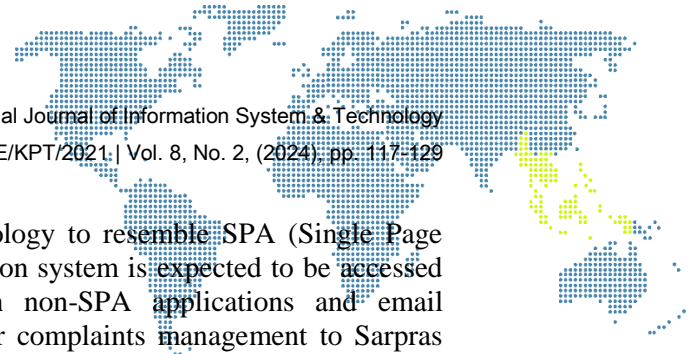 al Journal of Information System & Technology
E/KPT/2021 | Vol. 8, No. 2, (2024), pp. 117-129
ology to resemble SPA (Single Page
ion system is expected to be accessed
non-SPA applications and email
r complaints management to Sarpras